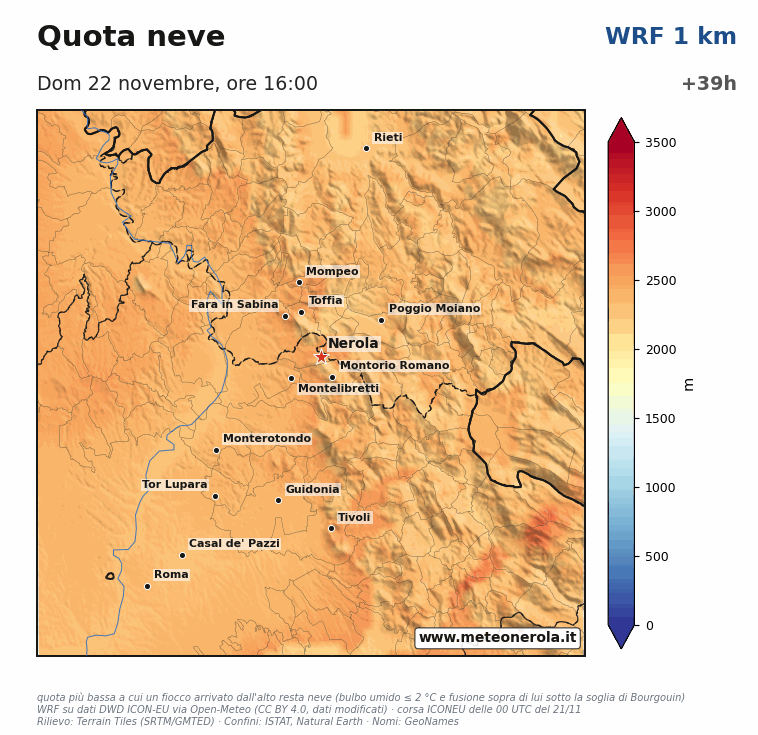 Quota neve
WRF 1 km
Dom 22 novembre, ore 16:00
+39h
Rieti
Mompeo
Fara in Sabina
Toffia
Poggio Moiano
Nerola
Montorio Romano
Montelibretti
Monterotondo
Tor Lupara
Guidonia
Tivoli
Casal de' Pazzi
Roma
www.meteonerola.it
3500
3000
2500
2000
1500
1000
500
0
m
quota più bassa a cui un fiocco arrivato dall'alto resta neve (bulbo umido ≤ 2 °C e fusione sopra di lui sotto la soglia di Bourgouin)
WRF su dati DWD ICON-EU via Open-Meteo (CC BY 4.0, dati modificati) · corsa ICONEU delle 00 UTC del 21/11
Rilievo: Terrain Tiles (SRTM/GMTED) · Confini: ISTAT, Natural Earth · Nomi: GeoNames